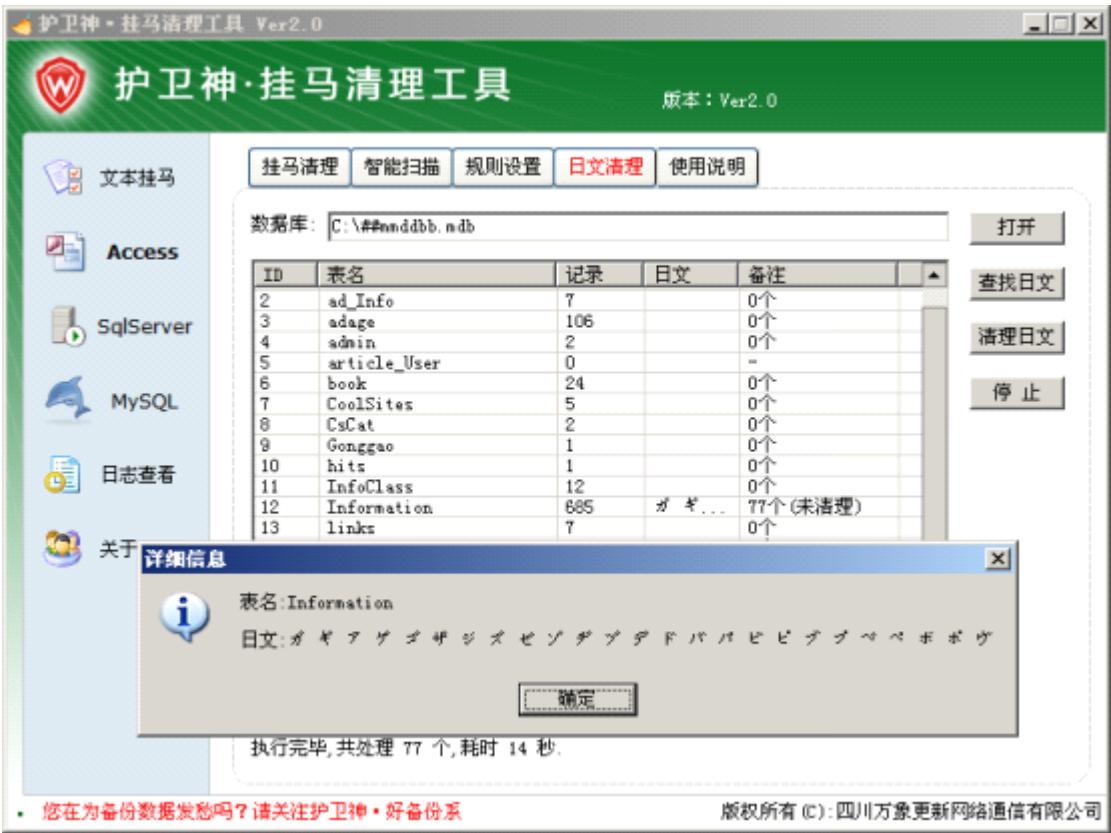 护卫神·挂马清理工具 Ver2.0
护卫神·挂马清理工具
版本：Ver2.0
挂马清理 智能扫描 规则设置 日文清理 使用说明
文本挂马
Access
SqlServer
MySQL
日志查看
关于
数据库: C:\##mmddbb.mdb 打开
查找日文
清理日文
停 止
ID 表名 记录 日文 备注
2 ad_Info 7 0个
3 adage 106 0个
4 admin 2 0个
5 article_User 0 -
6 book 24 0个
7 CoolSites 5 0个
8 CsCat 2 0个
9 Gonggao 1 0个
10 hits 1 0个
11 InfoClass 12 0个
12 Information 685 ガ ギ... 77个(未清理)
13 links 7 0个
详细信息
表名:Information
日文:ガ ギ ア ゲ ゴ ザ ジ ズ ゼ ゾ ヂ ヅ デ ド バ パ ビ ピ ブ プ ベ ペ ボ ポ ヴ
确定
执行完毕,共处理 77 个,耗时 14 秒.
您在为备份数据发愁吗？请关注护卫神·好备份系
版权所有 (C):四川万象更新网络通信有限公司